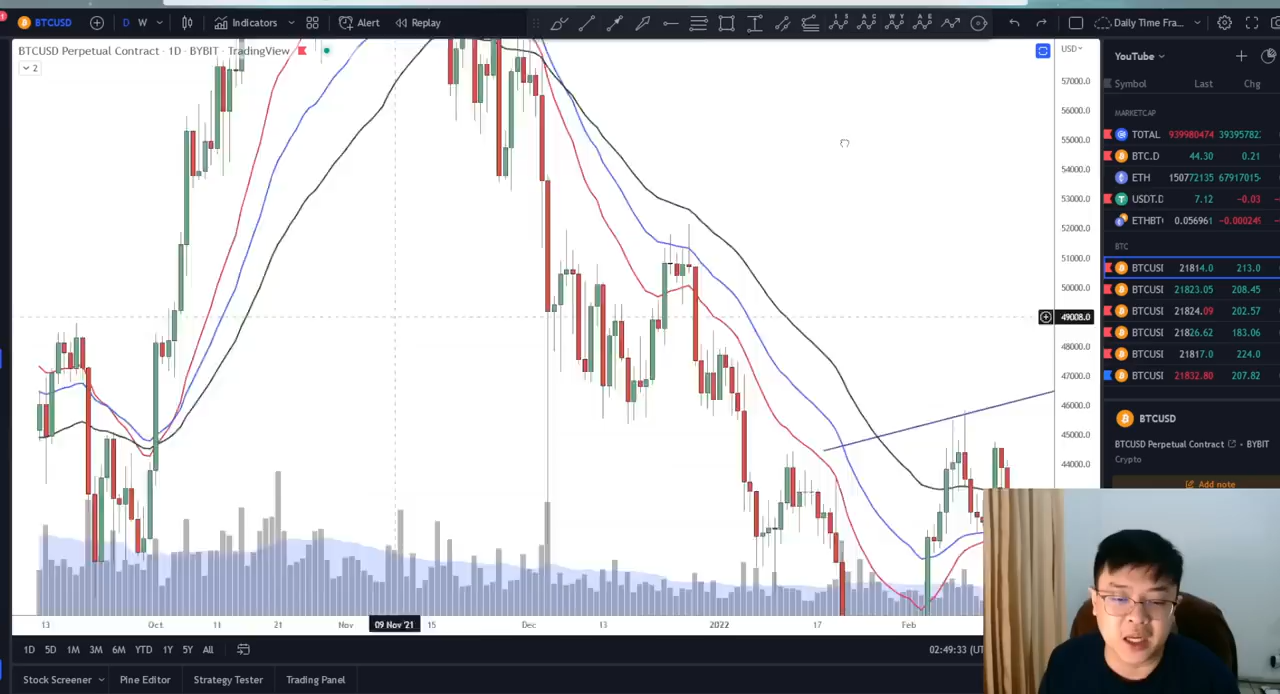 BTCUSD D W Indicators Alert Replay Daily Time Fra...
BTCUSD Perpetual Contract · 1D · BYBIT · TradingView
2
USD
57000.0
56000.0
55000.0
54000.0
53000.0
52000.0
51000.0
50000.0
49008.0
48000.0
47000.0
46000.0
45000.0
44000.0
13 Oct 11 21 Nov 09 Nov '21 15 Dec 13 2022 17 Feb
1D 5D 1M 3M 6M YTD 1Y 5Y All 02:49:33 (UT
Stock Screener Pine Editor Strategy Tester Trading Panel
YouTube
Symbol Last Chg
MARKETCAP
TOTAL 939980474 39395782
BTC.D 44.30 0.21
ETH 150772135 67917015
USDT.D 7.12 −0.03
ETHBT 0.056961 −0.000249
BTC
BTCUSI 21814.0 213.0
BTCUSI 21823.05 208.45
BTCUSI 21824.09 202.57
BTCUSI 21826.62 183.06
BTCUSI 21817.0 224.0
BTCUSI 21832.80 207.82
BTCUSD
BTCUSD Perpetual Contract · BYBIT
Crypto
Add note